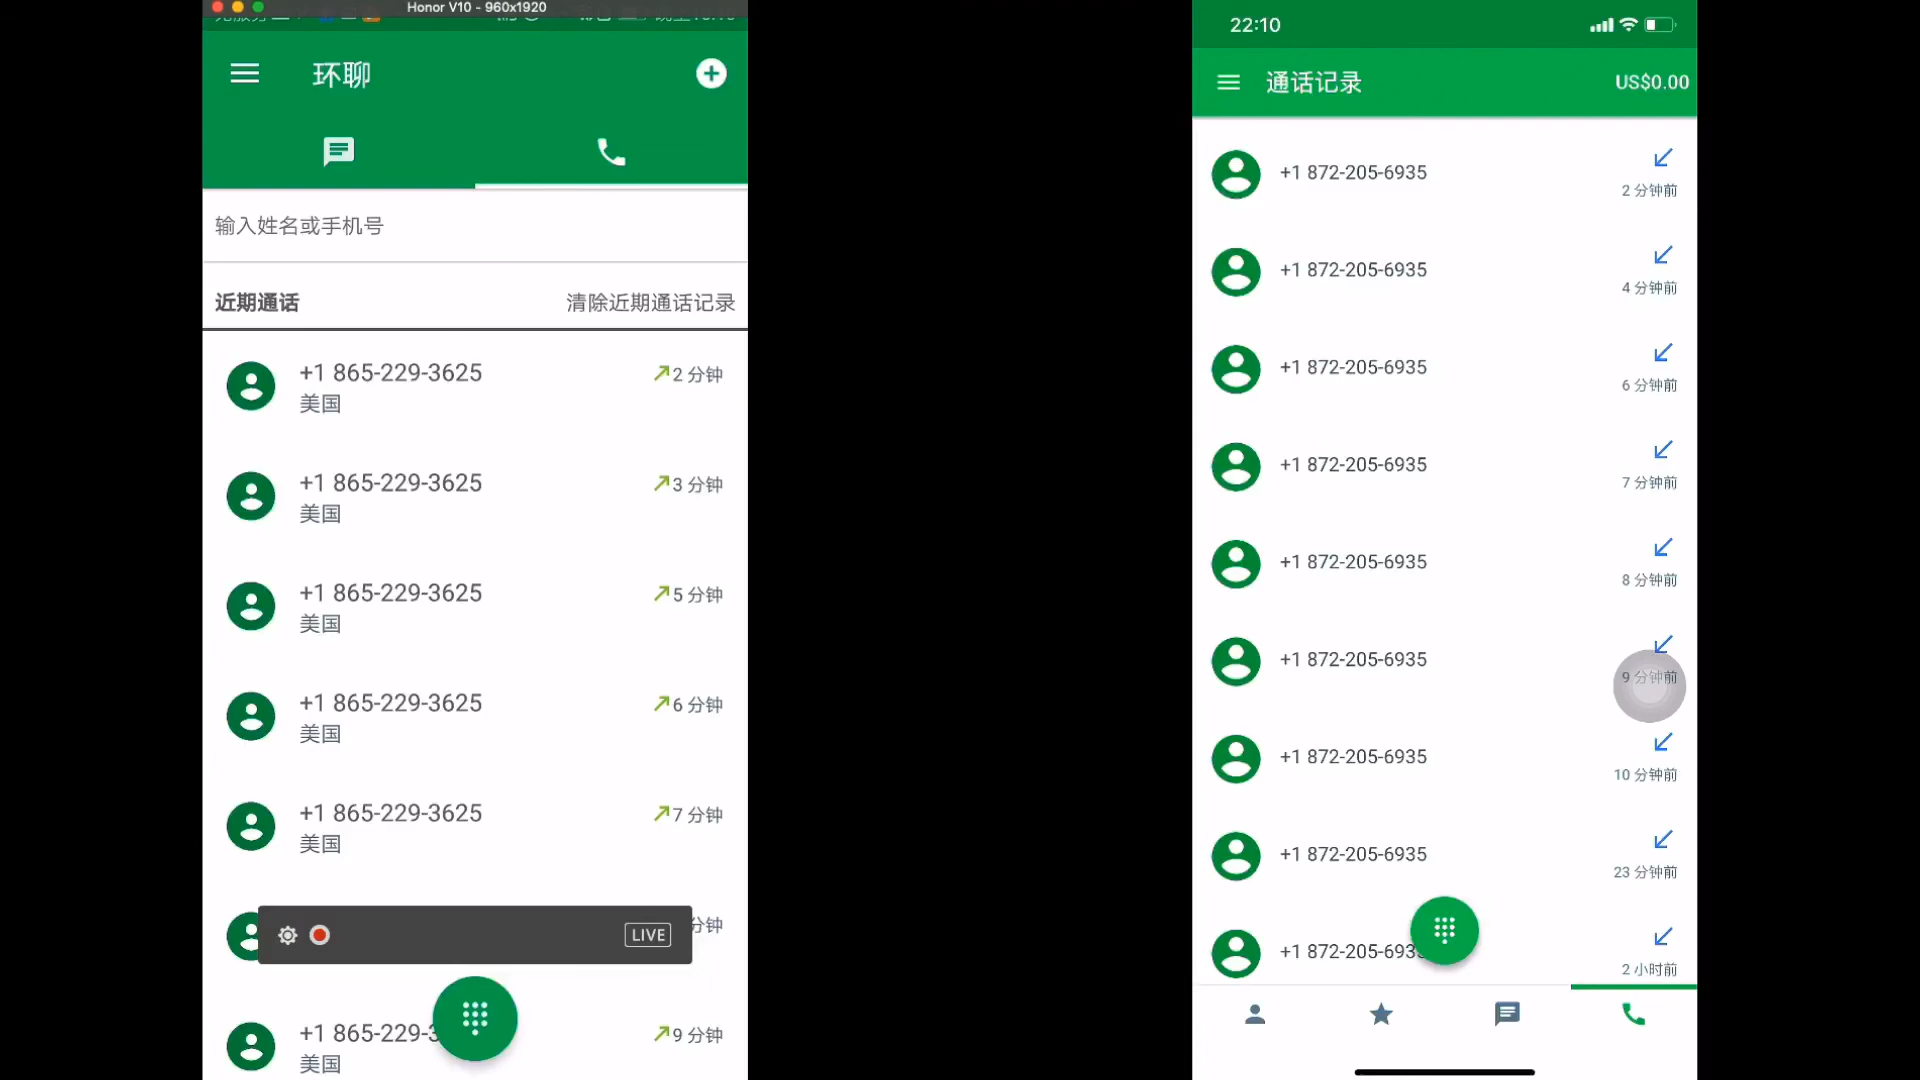 Honor V10 - 960x1920
环聊
输入姓名或手机号
近期通话
清除近期通话记录
+1 865-229-3625
2 分钟
美国
+1 865-229-3625
3 分钟
美国
+1 865-229-3625
5 分钟
美国
+1 865-229-3625
6 分钟
美国
+1 865-229-3625
7 分钟
美国
分钟
LIVE
+1 865-229-3
9 分钟
美国
22:10
通话记录
US$0.00
+1 872-205-6935
2 分钟前
+1 872-205-6935
4 分钟前
+1 872-205-6935
6 分钟前
+1 872-205-6935
7 分钟前
+1 872-205-6935
8 分钟前
+1 872-205-6935
9 分钟前
+1 872-205-6935
10 分钟前
+1 872-205-6935
23 分钟前
+1 872-205-693
2 小时前